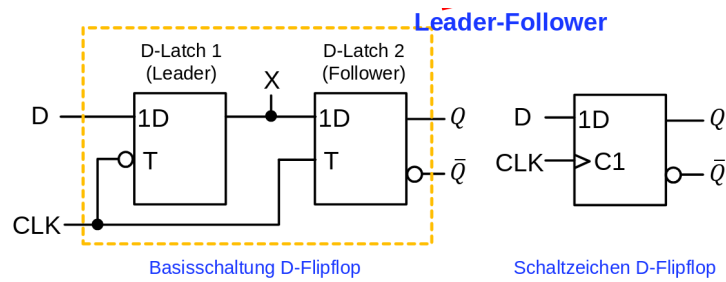 Leader-Follower
D-Latch 1
(Leader)
D-Latch 2
(Follower)
X
D
1D
T
1D
T
Q
Q̅
CLK
D
1D
CLK
C1
Q
Q̅
Basisschaltung D-Flipflop
Schaltzeichen D-Flipflop